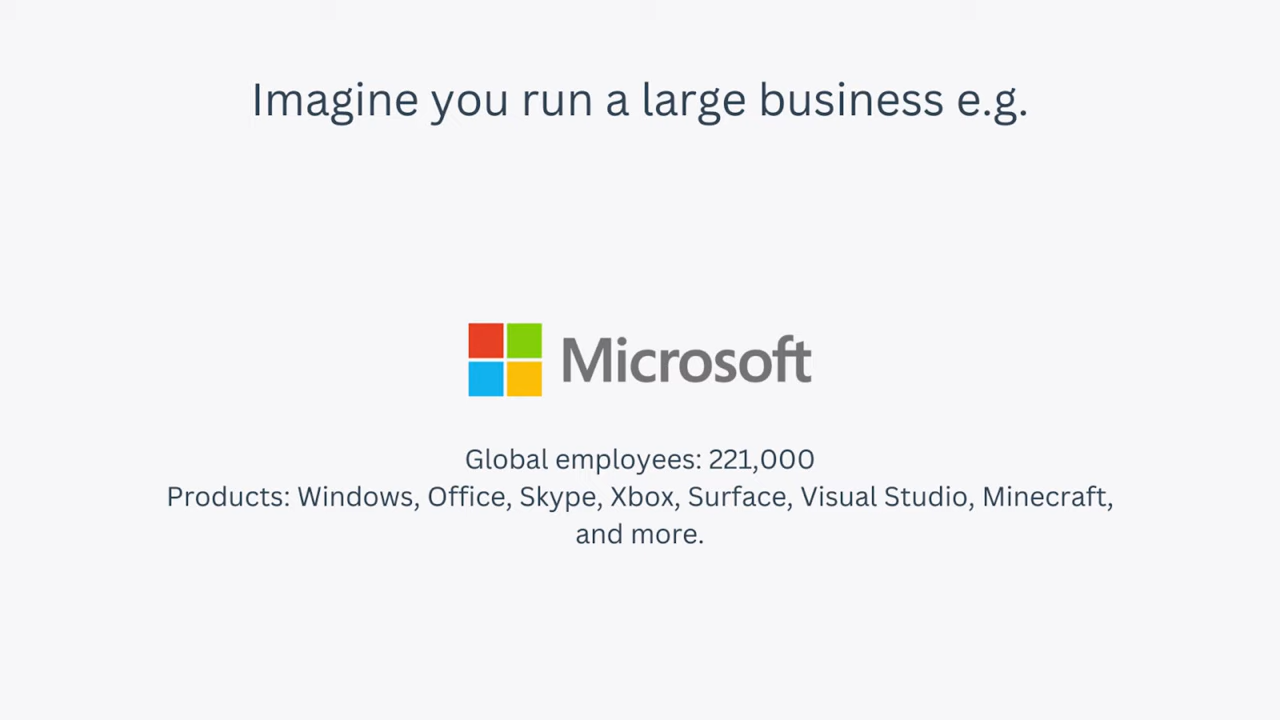 Imagine you run a large business e.g.
Microsoft
Global employees: 221,000
Products: Windows, Office, Skype, Xbox, Surface, Visual Studio, Minecraft,
and more.